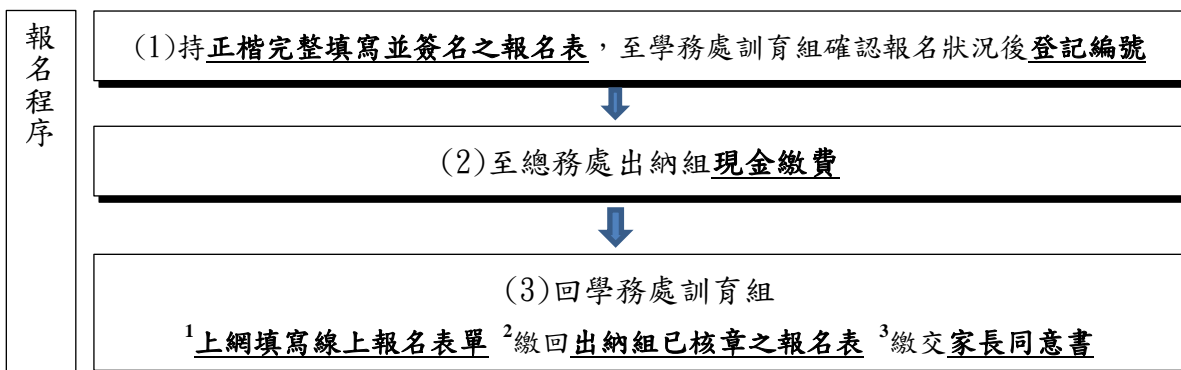 報名程序
(1)持正楷完整填寫並簽名之報名表，至學務處訓育組確認報名狀況後登記編號
(2)至總務處出納組現金繳費
(3)回學務處訓育組
1上網填寫線上報名表單 2繳回出納組已核章之報名表 3繳交家長同意書